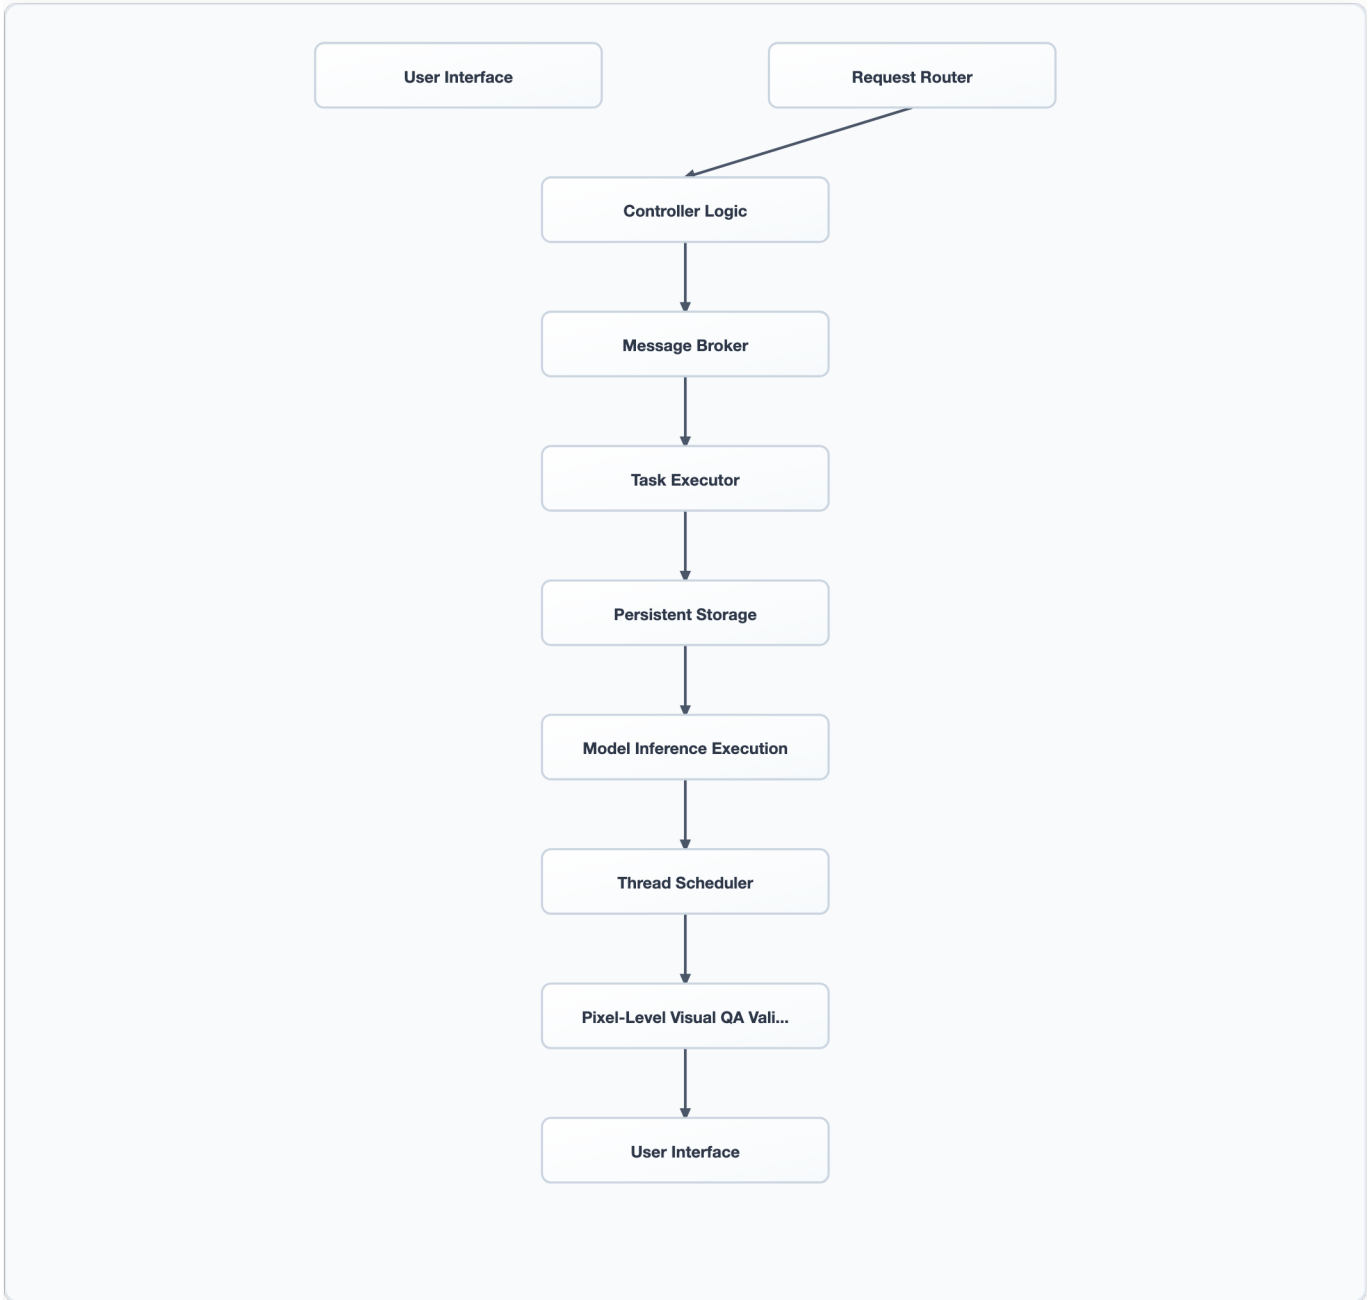 User Interface
Request Router
Controller Logic
Message Broker
Task Executor
Persistent Storage
Model Inference Execution
Thread Scheduler
Pixel-Level Visual QA Vali...
User Interface